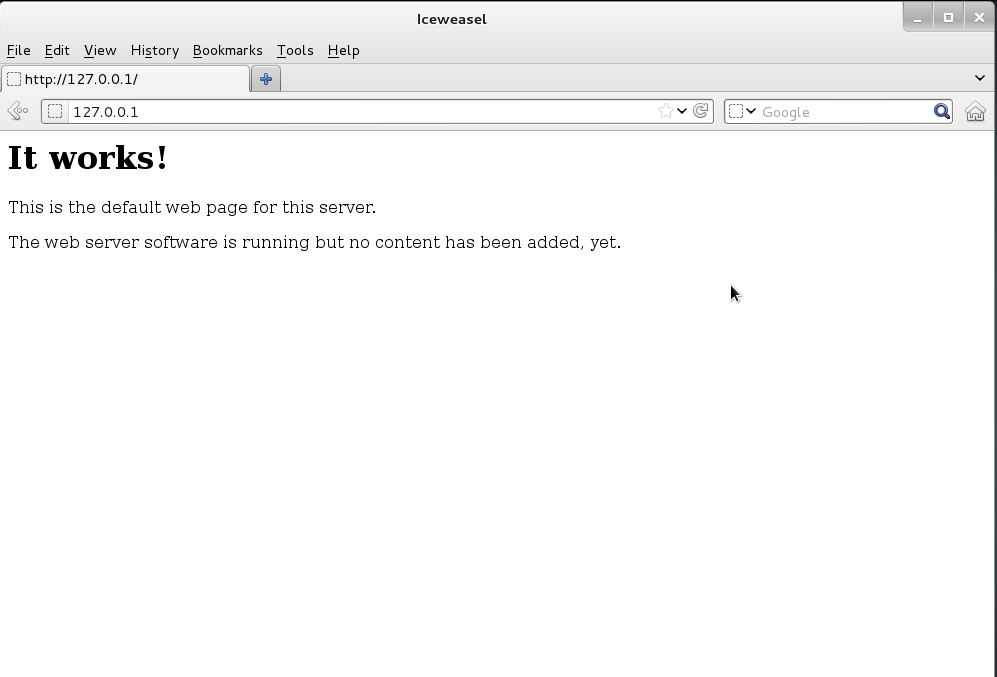 Iceweasel
File Edit View History Bookmarks Tools Help
http://127.0.0.1/
127.0.0.1 Google
It works!
This is the default web page for this server.
The web server software is running but no content has been added, yet.